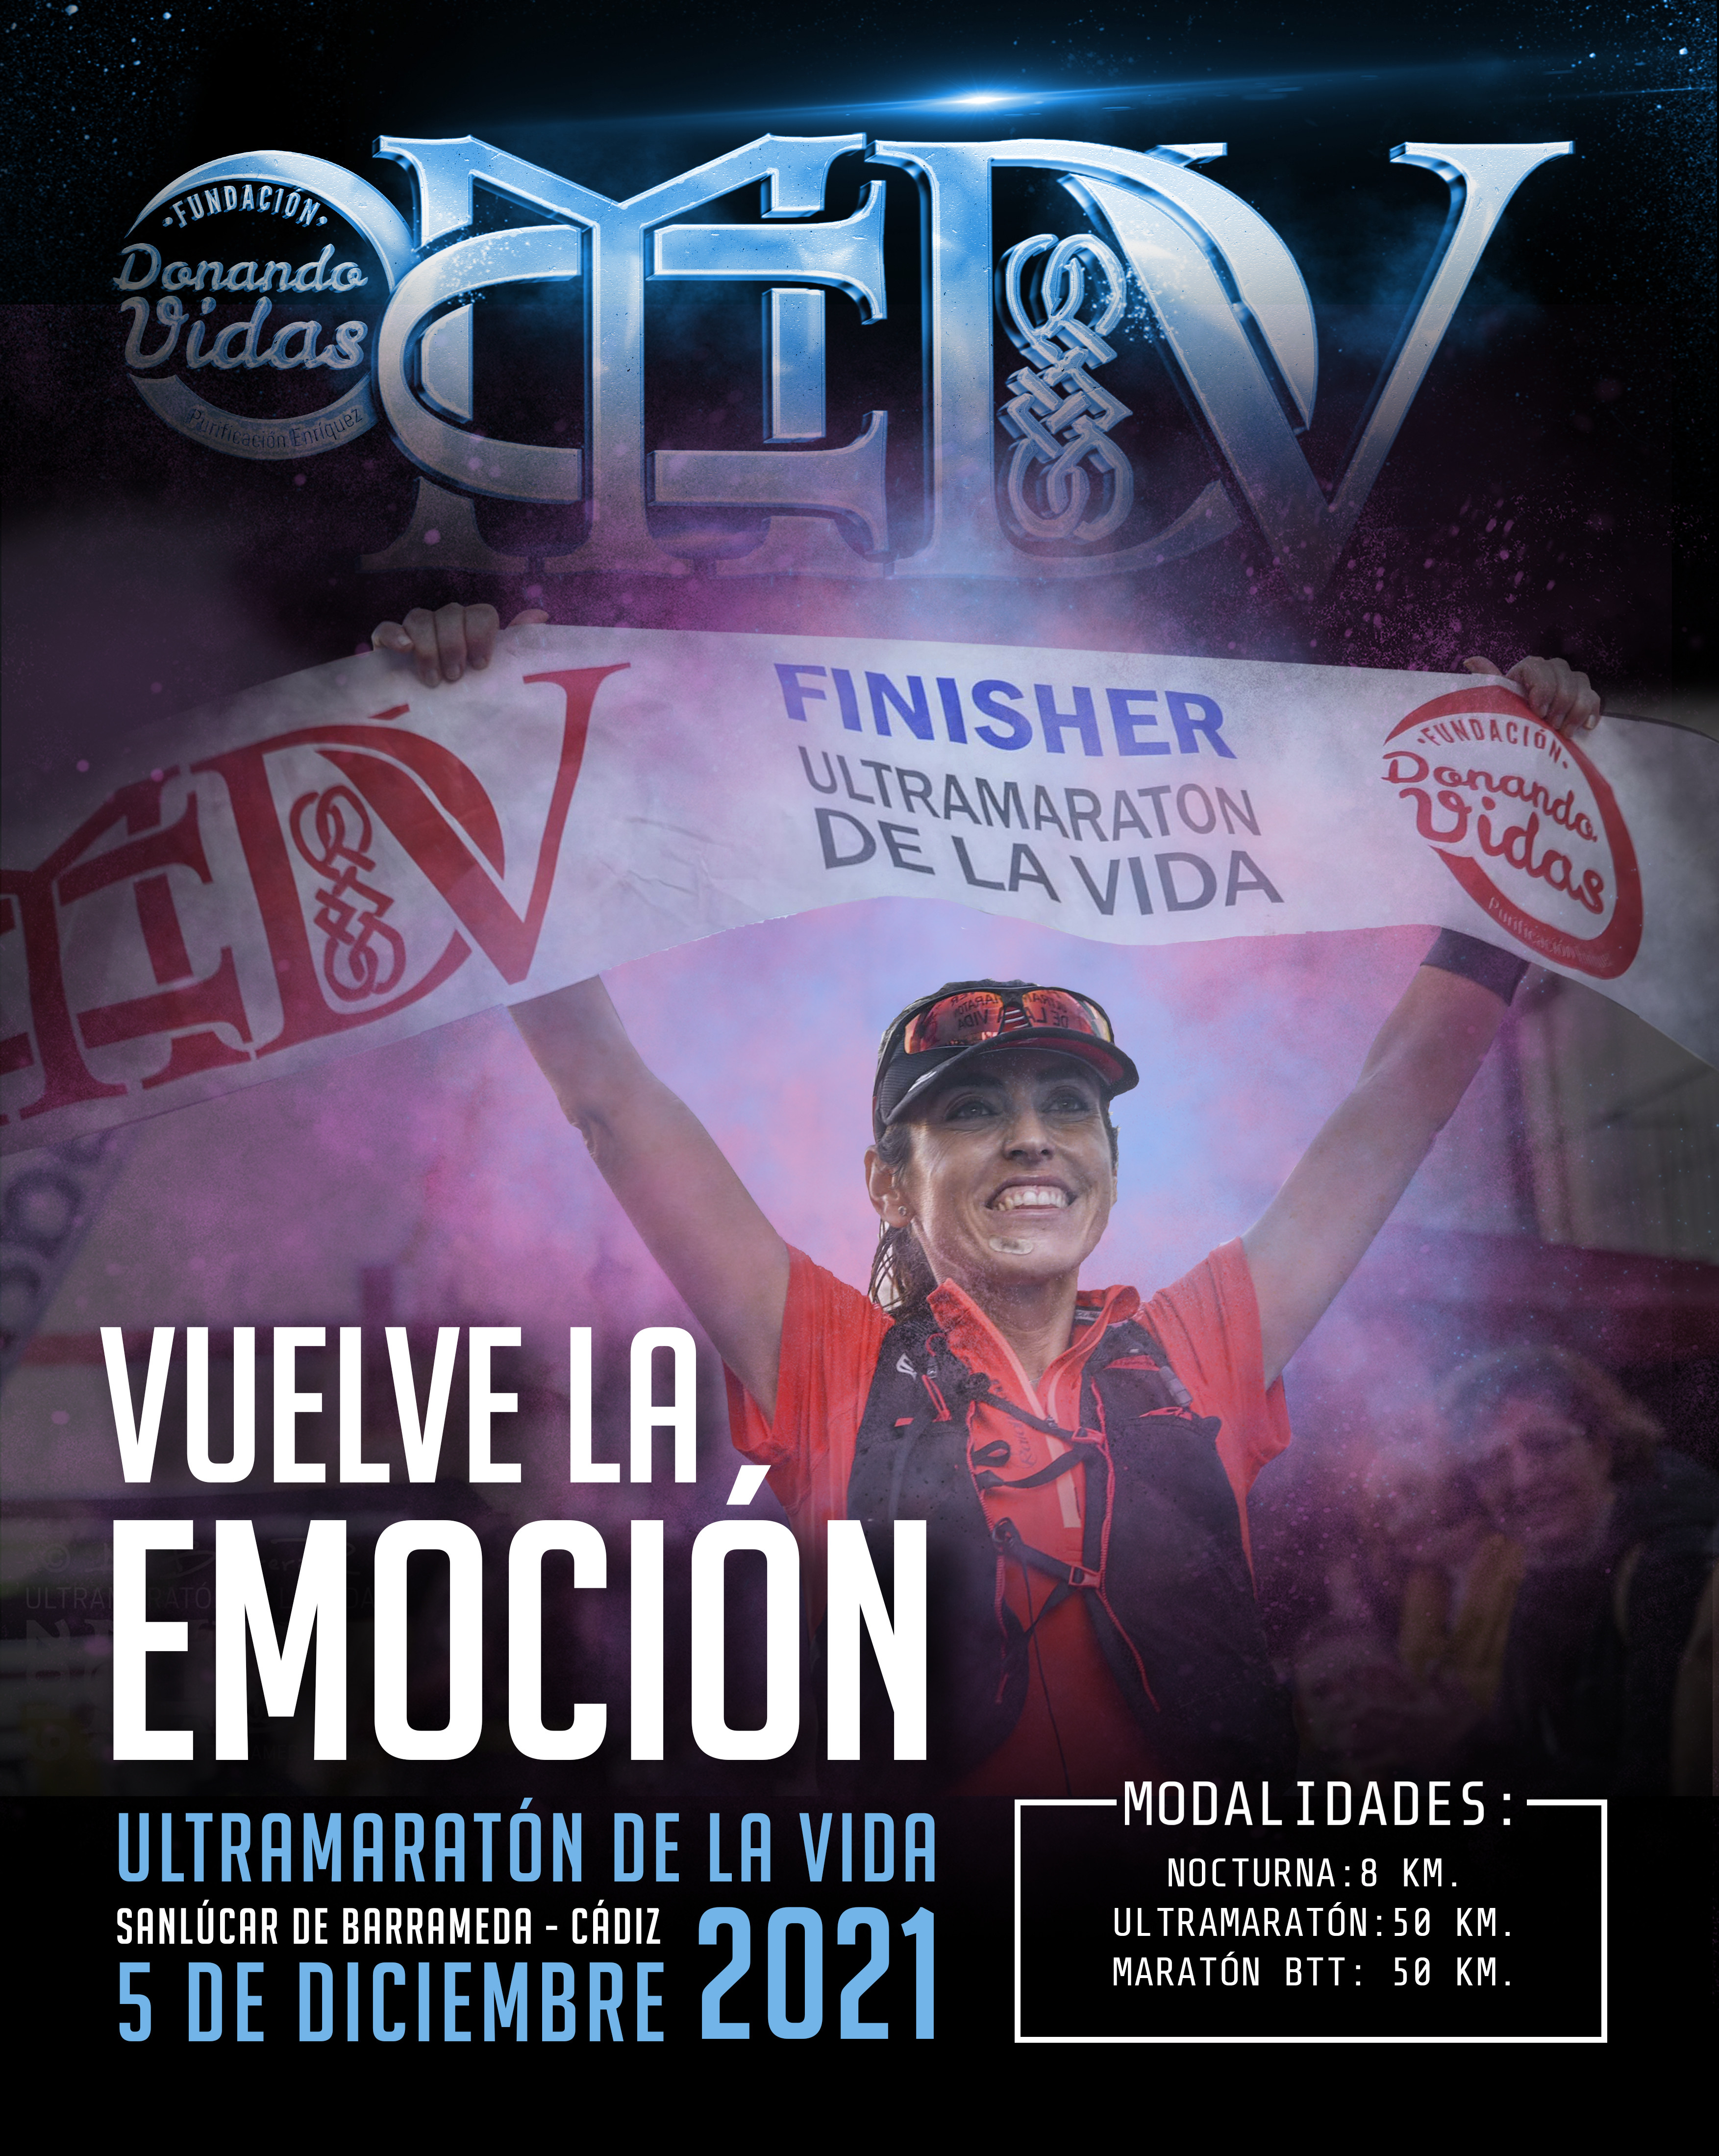 ·FUNDACIÓN·
Donando
Vidas
Purificación Enríquez
FINISHER
ULTRAMARATON
DE LA VIDA
·FUNDACIÓN·
Donando
Vidas
VUELVE LA
EMOCIÓN
ULTRAMARATÓN DE LA VIDA
SANLÚCAR DE BARRAMEDA - CÁDIZ
5 DE DICIEMBRE 2021
MODALIDADES:
NOCTURNA:8 KM.
ULTRAMARATÓN:50 KM.
MARATÓN BTT: 50 KM.